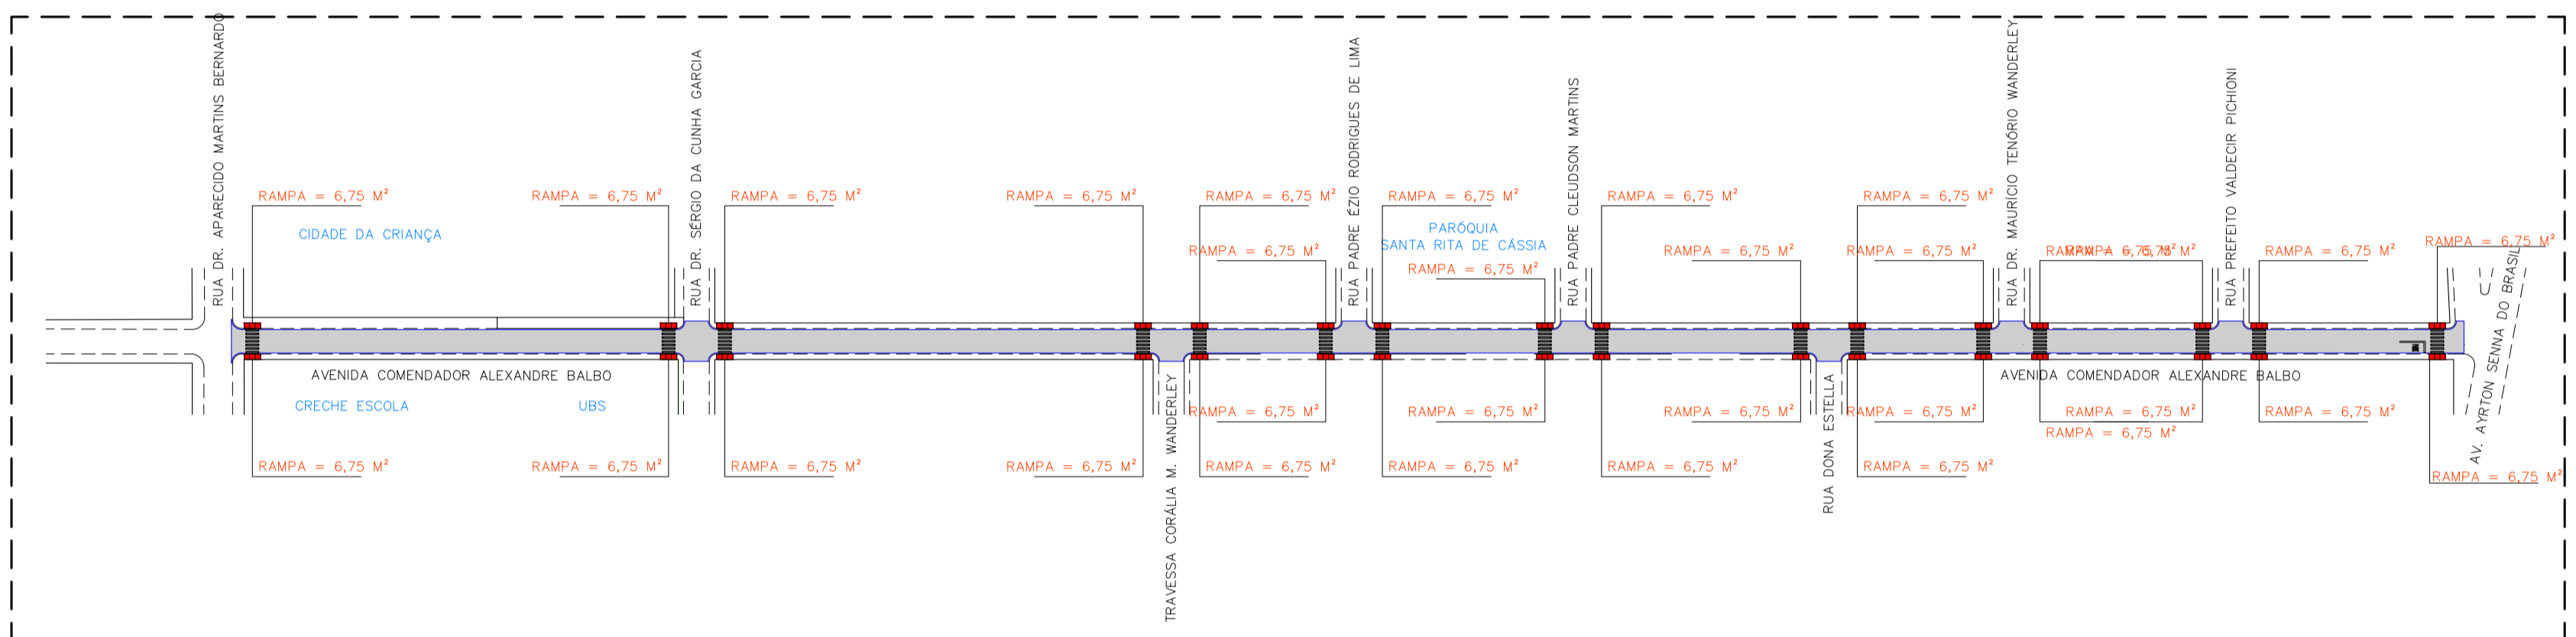 RUA DR. APARECIDO MARTINS BERNARDO
RUA DR. SÉRGIO DA CUNHA GARCIA
RUA PADRE ÉZIO RODRIGUES DE LIMA
RUA PADRE CLEUDSON MARTINS
RUA DR. MAURÍCIO TENÓRIO WANDERLEY
RUA PREFEITO VALDECIR PICHIONI
RAMPA = 6,75 M²
RAMPA = 6,75 M²
RAMPA = 6,75 M²
RAMPA = 6,75 M²
RAMPA = 6,75 M²
RAMPA = 6,75 M²
RAMPA = 6,75 M²
RAMPA = 6,75 M²
CIDADE DA CRIANÇA
PARÓQUIA
SANTA RITA DE CÁSSIA
RAMPA = 6,75 M²
RAMPA = 6,75 M²
RAMPA = 6,75 M²
RAMPA = 6,75 M²
RAMPA = 6,75 M²
RAMPA = 6,75 M²
RAMPA = 6,75 M²
RAMPA = 6,75 M²
RAMPA = 6,75 M²
AV. AYRTON SENNA DO BRASIL
AVENIDA COMENDADOR ALEXANDRE BALBO
AVENIDA COMENDADOR ALEXANDRE BALBO
CRECHE ESCOLA
UBS
RAMPA = 6,75 M²
RAMPA = 6,75 M²
RAMPA = 6,75 M²
RAMPA = 6,75 M²
RAMPA = 6,75 M²
RAMPA = 6,75 M²
RAMPA = 6,75 M²
TRAVESSA CORÁLIA M. WANDERLEY
RUA DONA ESTELLA
RAMPA = 6,75 M²
RAMPA = 6,75 M²
RAMPA = 6,75 M²
RAMPA = 6,75 M²
RAMPA = 6,75 M²
RAMPA = 6,75 M²
RAMPA = 6,75 M²
RAMPA = 6,75 M²
RAMPA = 6,75 M²